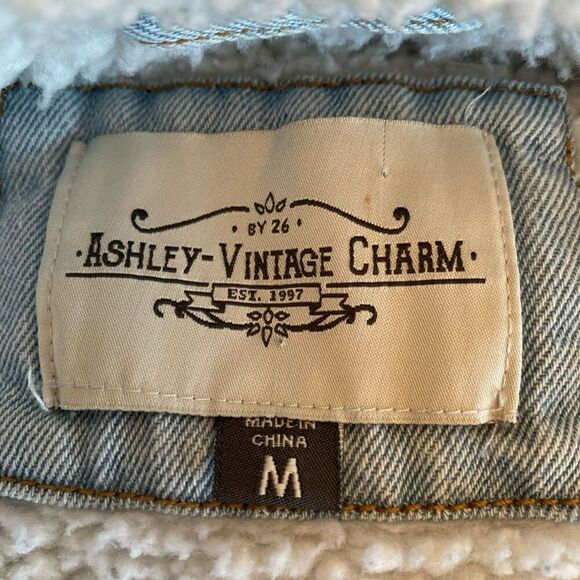 BY 26
ASHLEY-VINTAGE CHARM
EST. 1997
MADE IN
CHINA
M